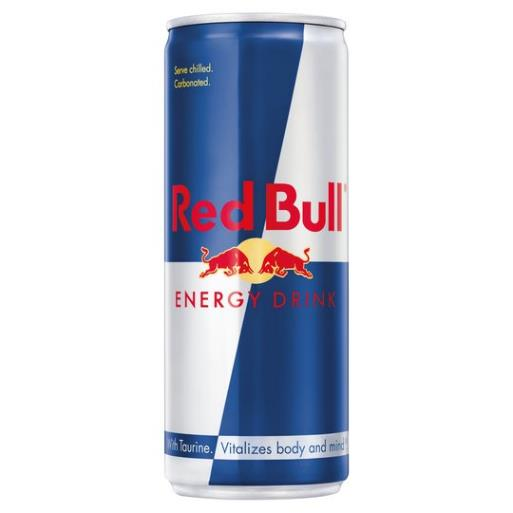 Serve chilled.
Carbonated.
Red Bull
ENERGY DRINK
With Taurine. Vitalizes body and mind